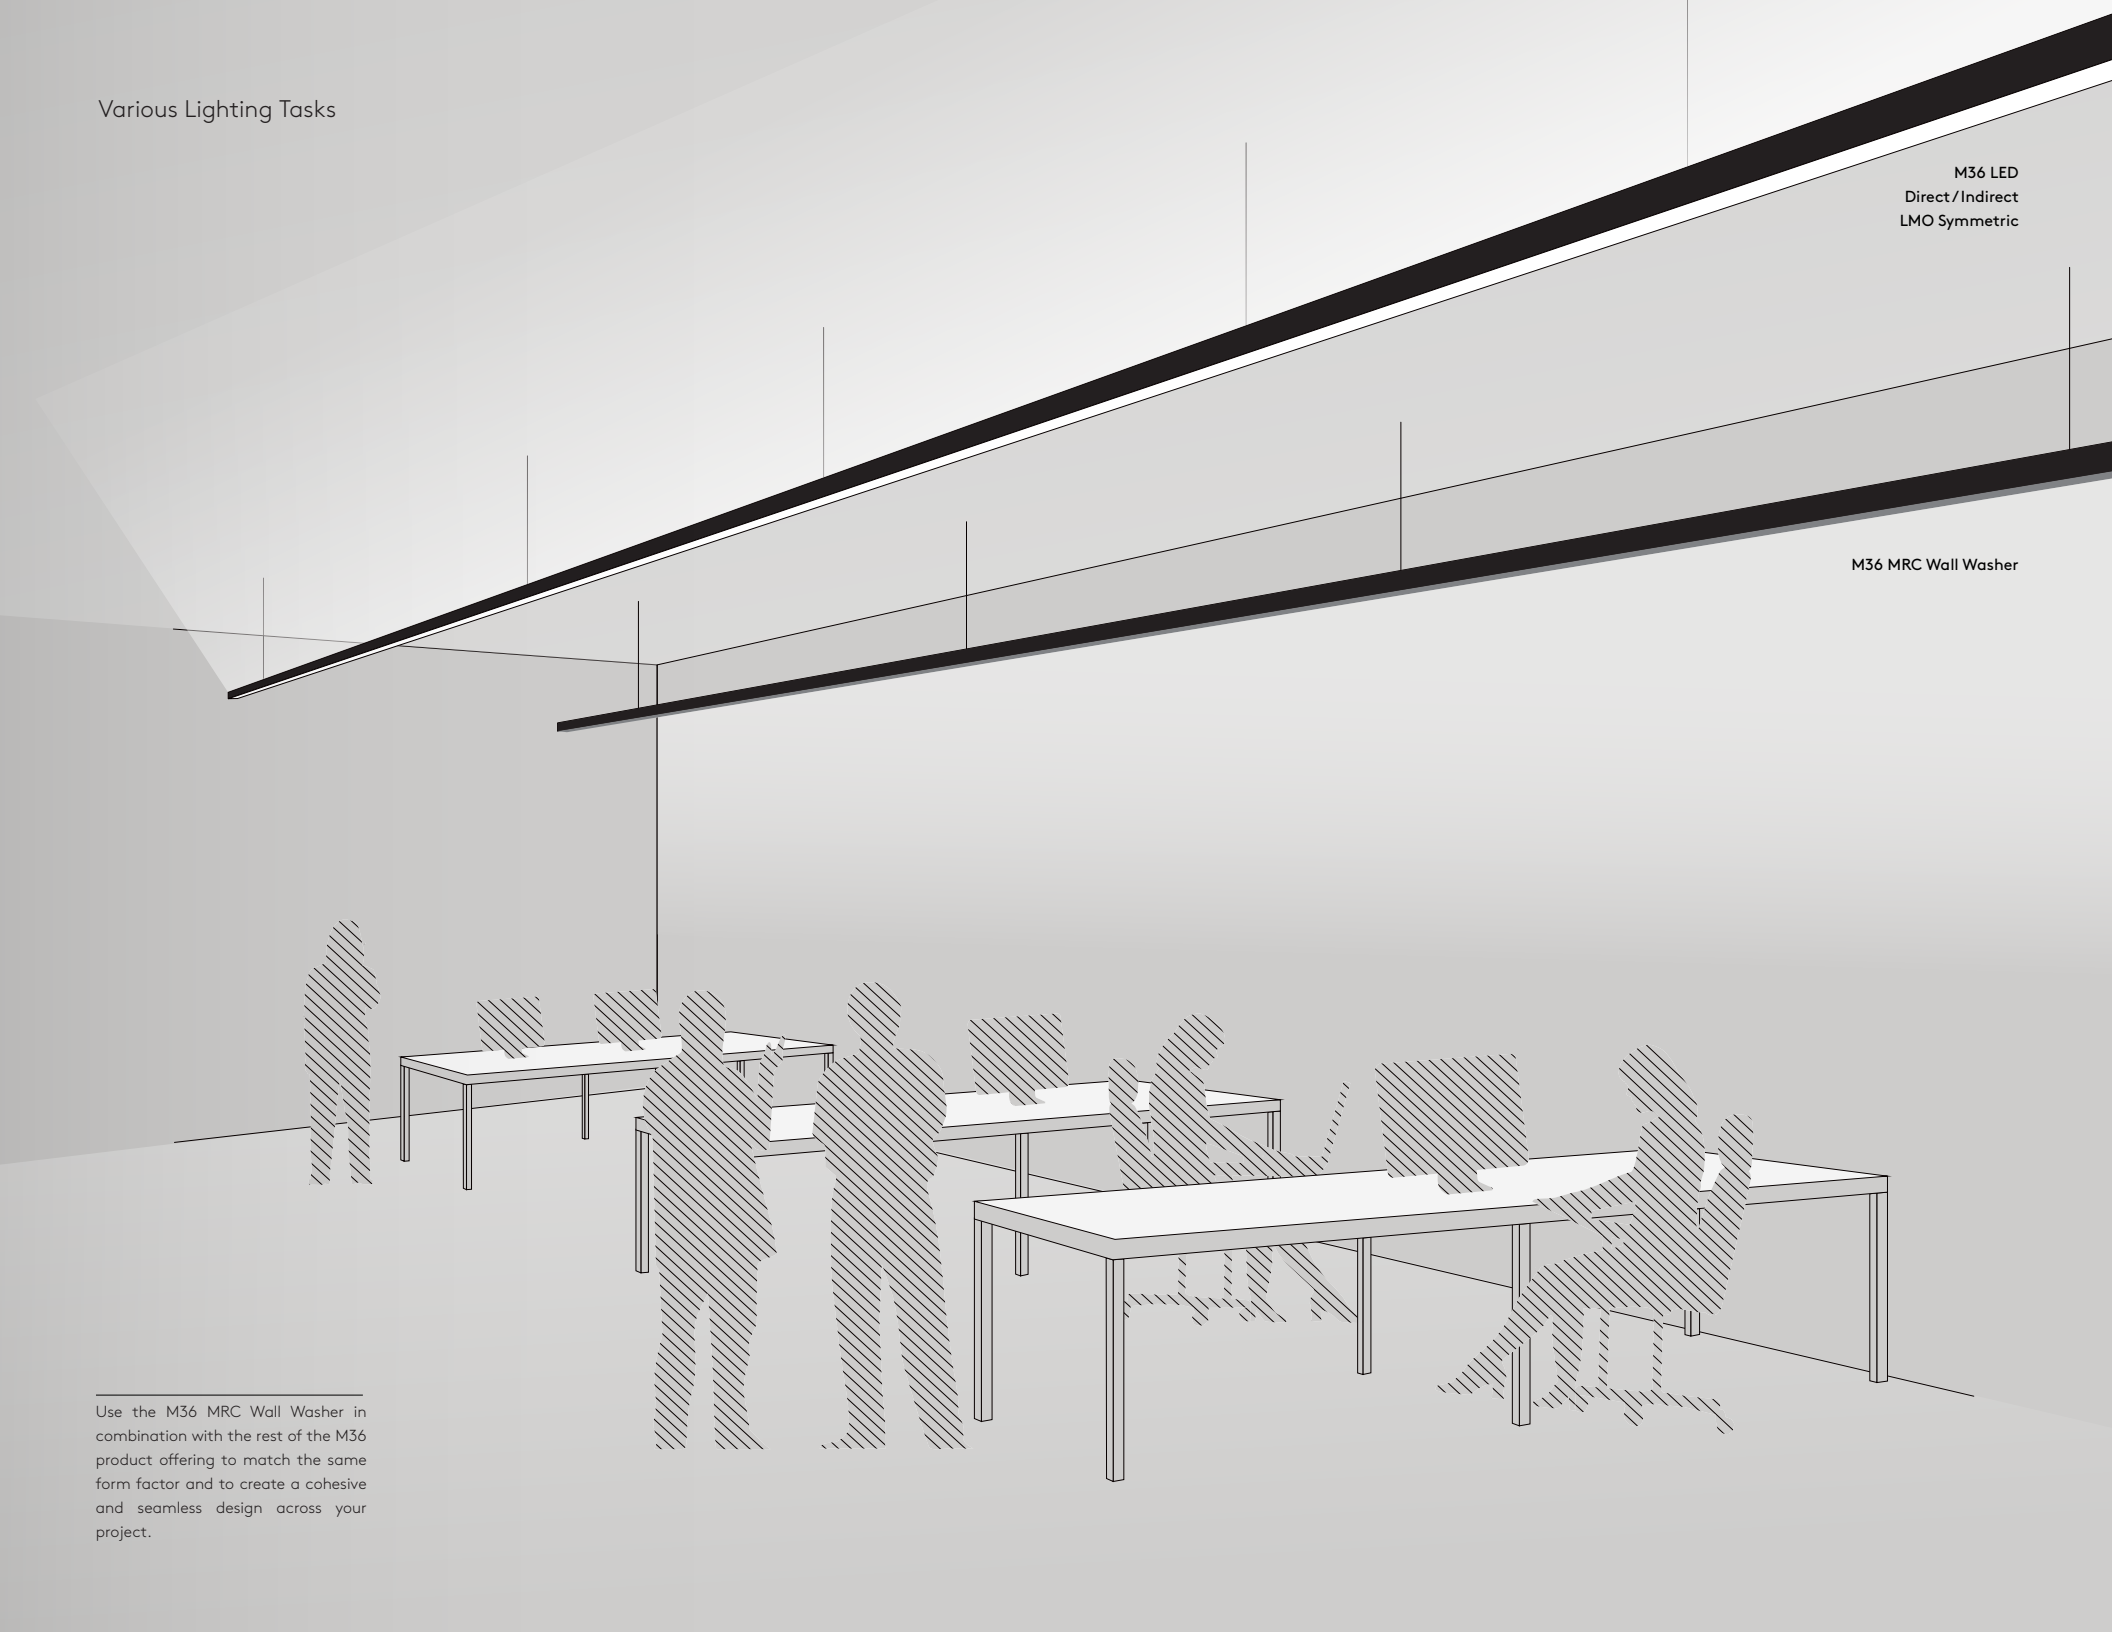 Various Lighting Tasks
M36 LED
Direct / Indirect
LMO Symmetric
M36 MRC Wall Washer
Use the M36 MRC Wall Washer in
combination with the rest of the M36
product offering to match the same
form factor and to create a cohesive
and seamless design across your
project.